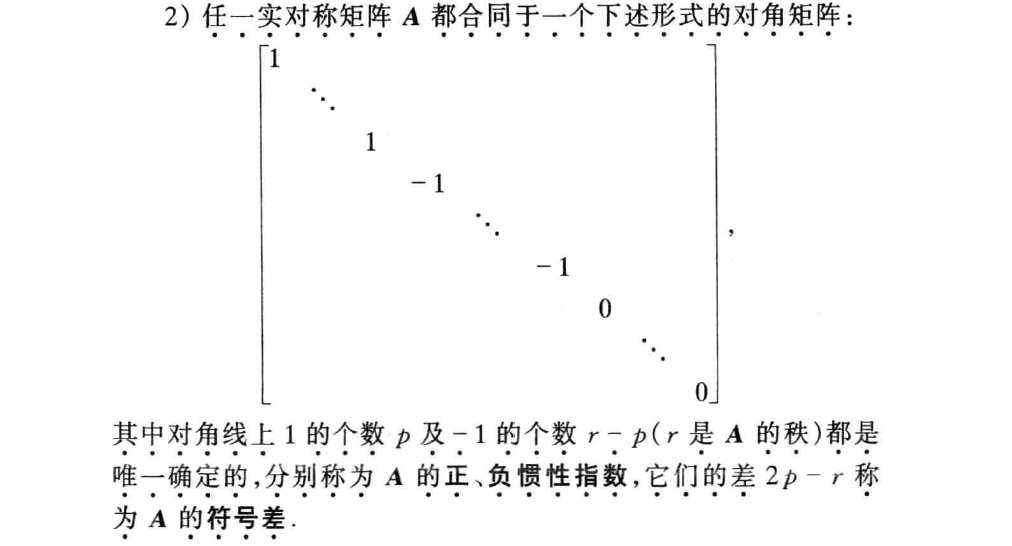 2) 任一实对称矩阵 A 都合同于一个下述形式的对角矩阵:
1
⋱
1
-1
⋱
-1
0
⋱
0
,
其中对角线上 1 的个数 p 及 -1 的个数 r - p(r 是 A 的秩)都是
唯一确定的,分别称为 A 的正、负惯性指数,它们的差 2p - r 称
为 A 的符号差.